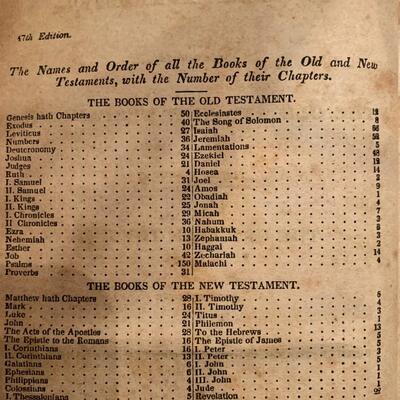 47th Edition.
The Names and Order of all the Books of the Old and New
Testaments, with the Number of their Chapters.
THE BOOKS OF THE OLD TESTAMENT.
Genesis hath Chapters 50
Exodus 40
Leviticus 27
Numbers 36
Deuteronomy 34
Joshua 24
Judges 21
Ruth 4
I. Samuel 31
II. Samuel 24
I. Kings 22
II. Kings 25
I. Chronicles 29
II Chronicles 36
Ezra 10
Nehemiah 13
Esther 10
Job 42
Psalms 150
Proverbs 31
Ecclesiastes 12
The Song of Solomon 8
Isaiah 66
Jeremiah
Lamentations 5
Ezekiel 48
Daniel 12
Hosea 14
Joel
Amos 9
Obadiah 1
Jonah 4
Micah
Nahum 3
Habakkuk 3
Zephaniah 3
Haggai 2
Zechariah 14
Malachi 4
THE BOOKS OF THE NEW TESTAMENT.
Matthew hath Chapters 28
Mark 16
Luke 24
John 21
The Acts of the Apostles 28
The Epistle to the Romans 16
I. Corinthians 16
II. Corinthians 13
Galatians 6
Ephesians 6
Philippians 4
Colossians 4
I. Thessalonians 5
I. Timothy 6
II. Timothy 4
Titus 3
Philemon 1
To the Hebrews 13
The Epistle of James 5
I. Peter 5
II. Peter 3
I. John 5
II. John 1
III. John 1
Jude 1
Revelation 22